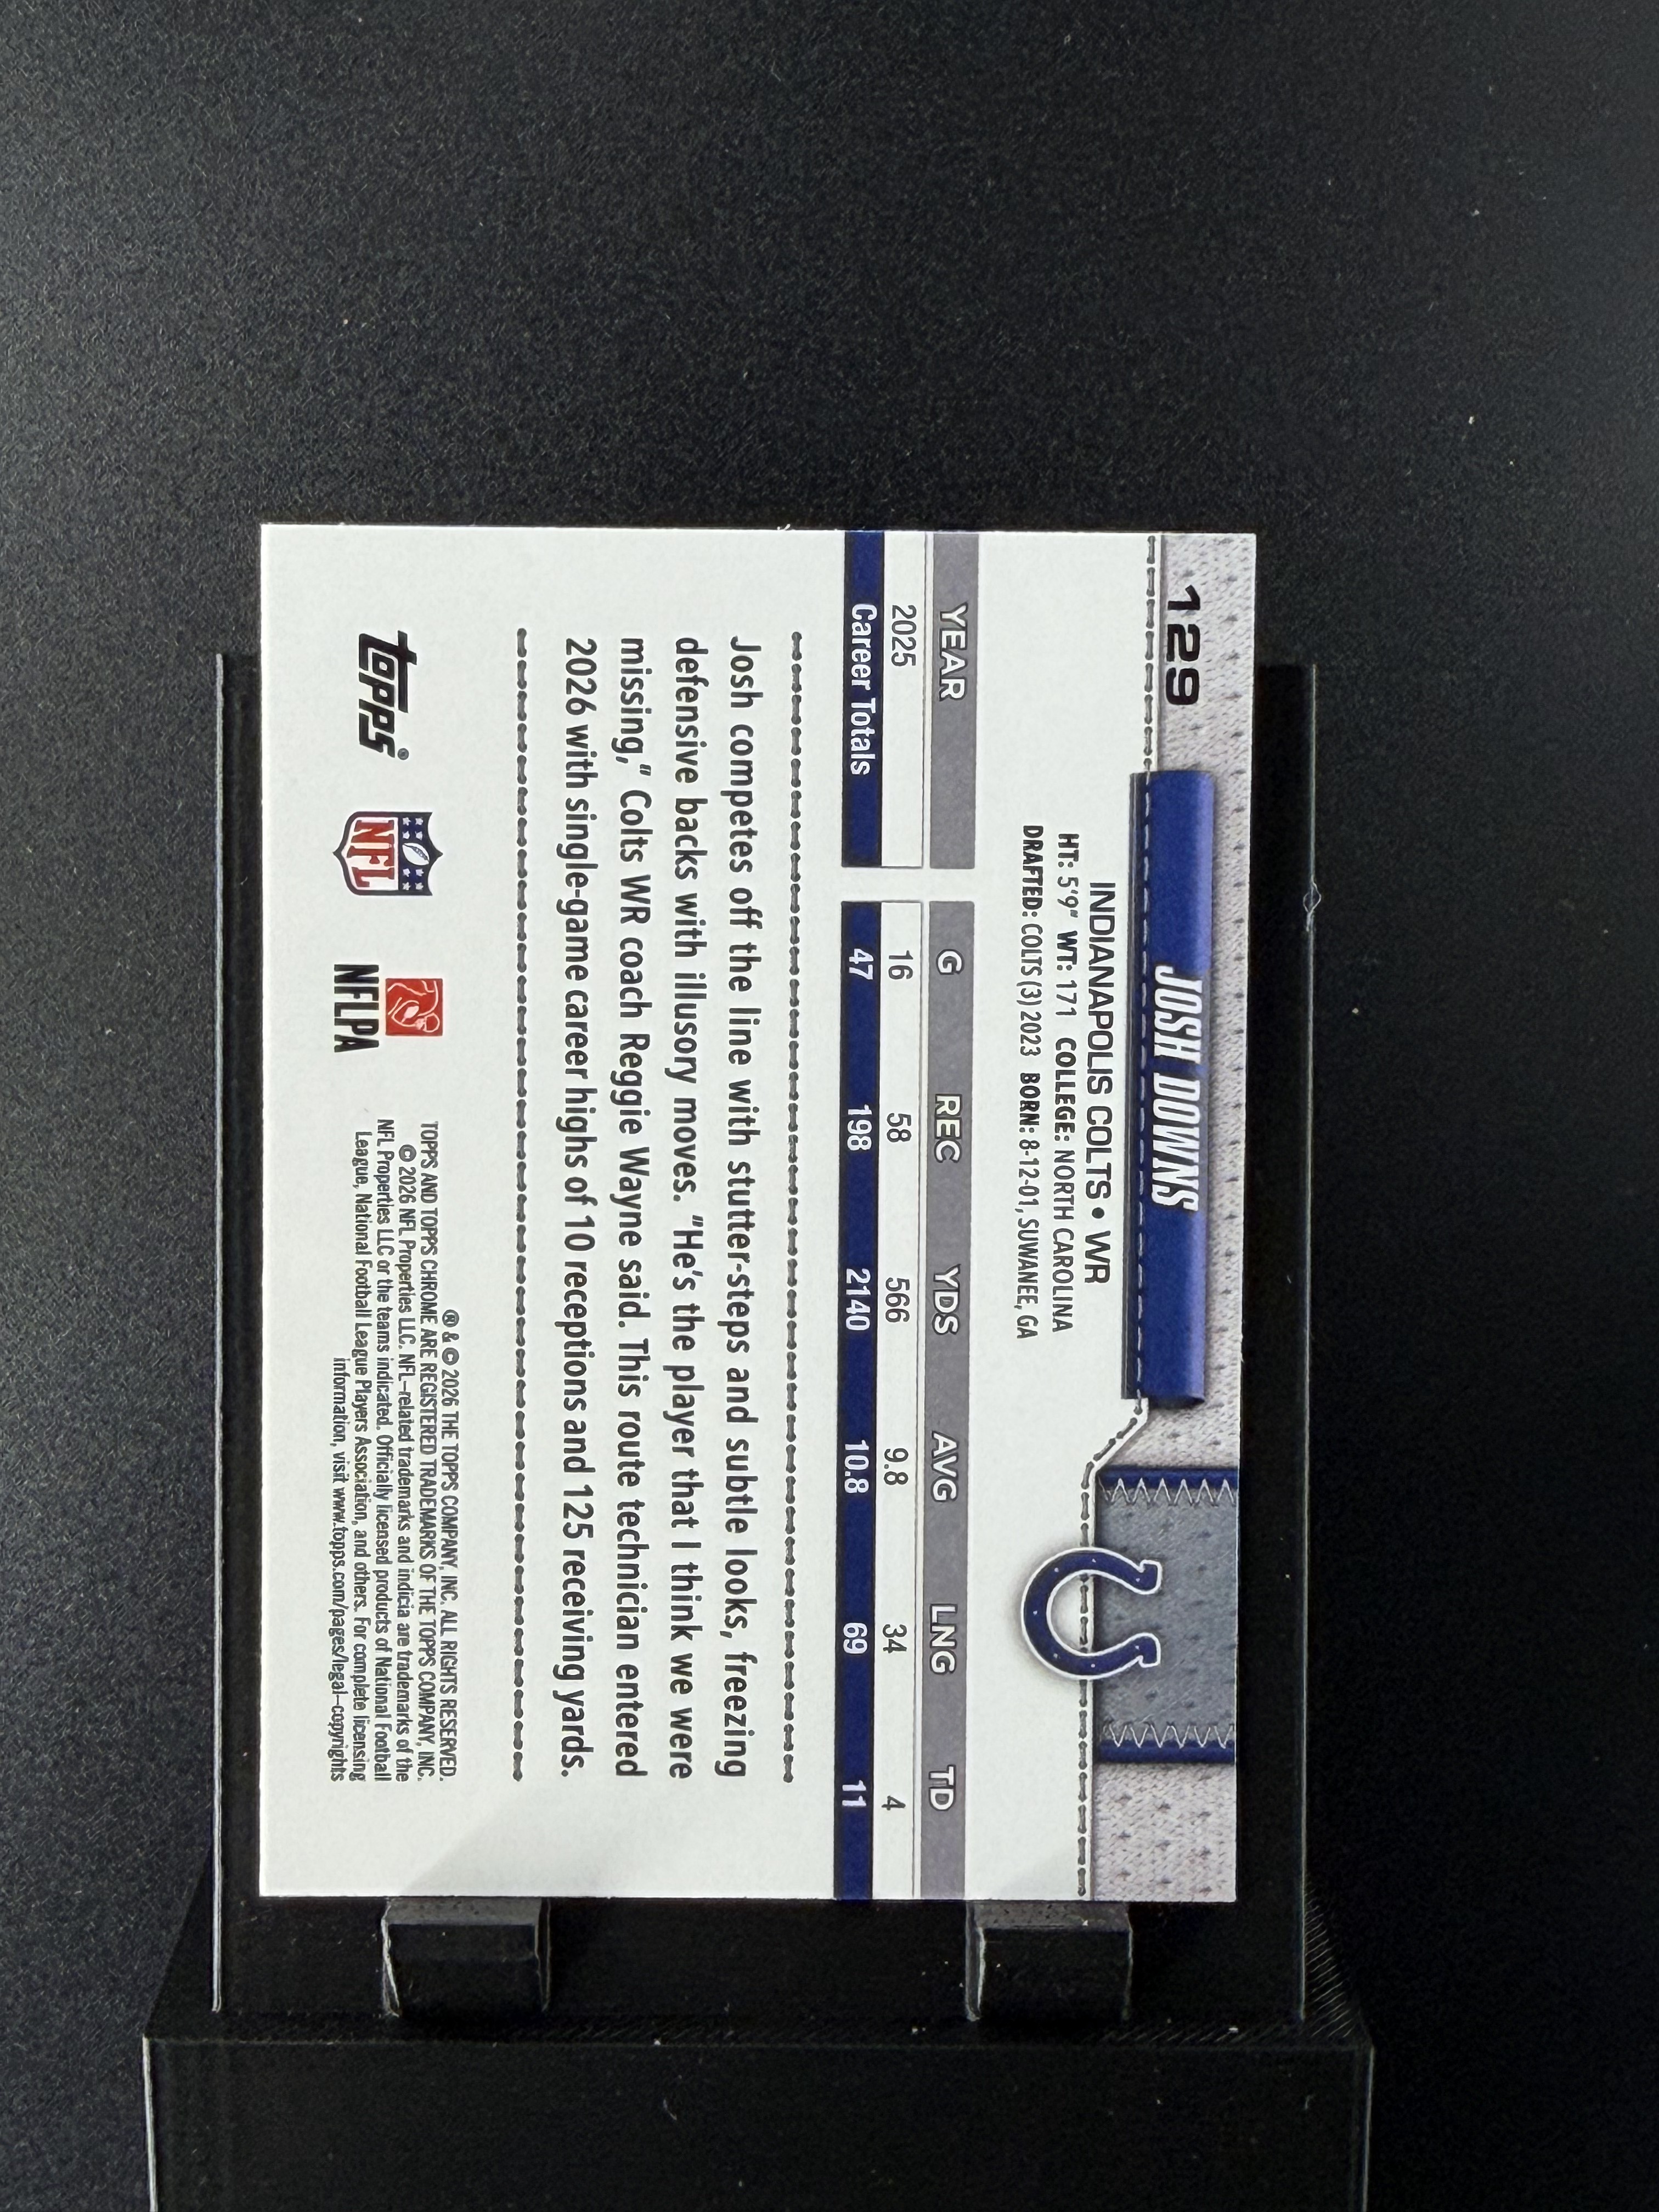 129
JOSH DOWNS
INDIANAPOLIS COLTS • WR
HT: 5'9" WT: 171 COLLEGE: NORTH CAROLINA
DRAFTED: COLTS (3) 2023 BORN: 8-12-01, SUWANEE, GA
YEAR G REC YDS AVG LNG TD
2025 16 58 566 9.8 34 4
Career Totals 47 198 2140 10.8 69 11
Josh competes off the line with stutter-steps and subtle looks, freezing
defensive backs with illusory moves. "He's the player that I think we were
missing," Colts WR coach Reggie Wayne said. This route technician entered
2026 with single-game career highs of 10 receptions and 125 receiving yards.
topps®
NFL
NFLPA
® & © 2026 THE TOPPS COMPANY, INC. ALL RIGHTS RESERVED.
TOPPS AND TOPPS CHROME ARE REGISTERED TRADEMARKS OF THE TOPPS COMPANY, INC.
© 2026 NFL Properties LLC. NFL-related trademarks and indicia are trademarks of the
NFL Properties LLC or the teams indicated. Officially licensed products of National Football
League, National Football League Players Association, and others. For complete licensing
information, visit www.topps.com/pages/legal-copyrights